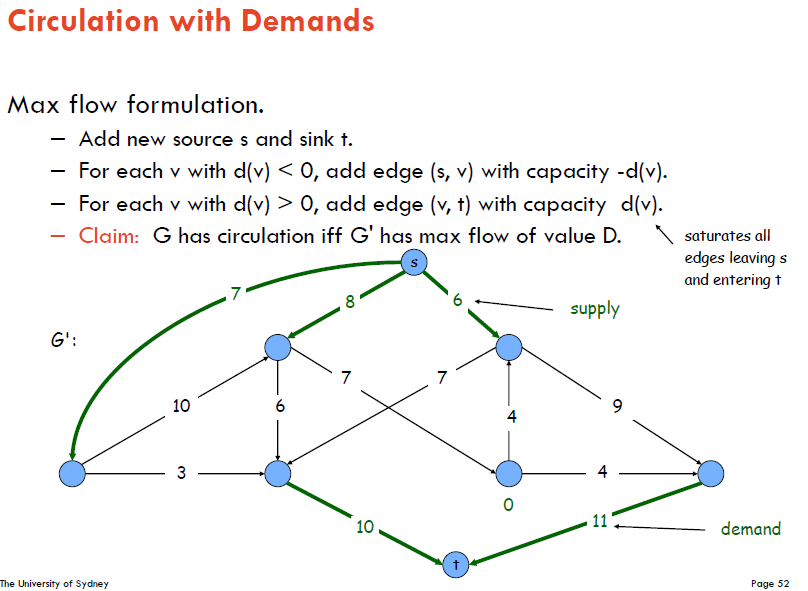 Circulation with Demands
Max flow formulation.
– Add new source s and sink t.
– For each v with d(v) < 0, add edge (s, v) with capacity -d(v).
– For each v with d(v) > 0, add edge (v, t) with capacity d(v).
– Claim: G has circulation iff G' has max flow of value D.
saturates all
edges leaving s
and entering t
s
7
8
6
supply
G':
7
7
10
6
4
9
3
4
0
10
11
demand
t
The University of Sydney
Page 52